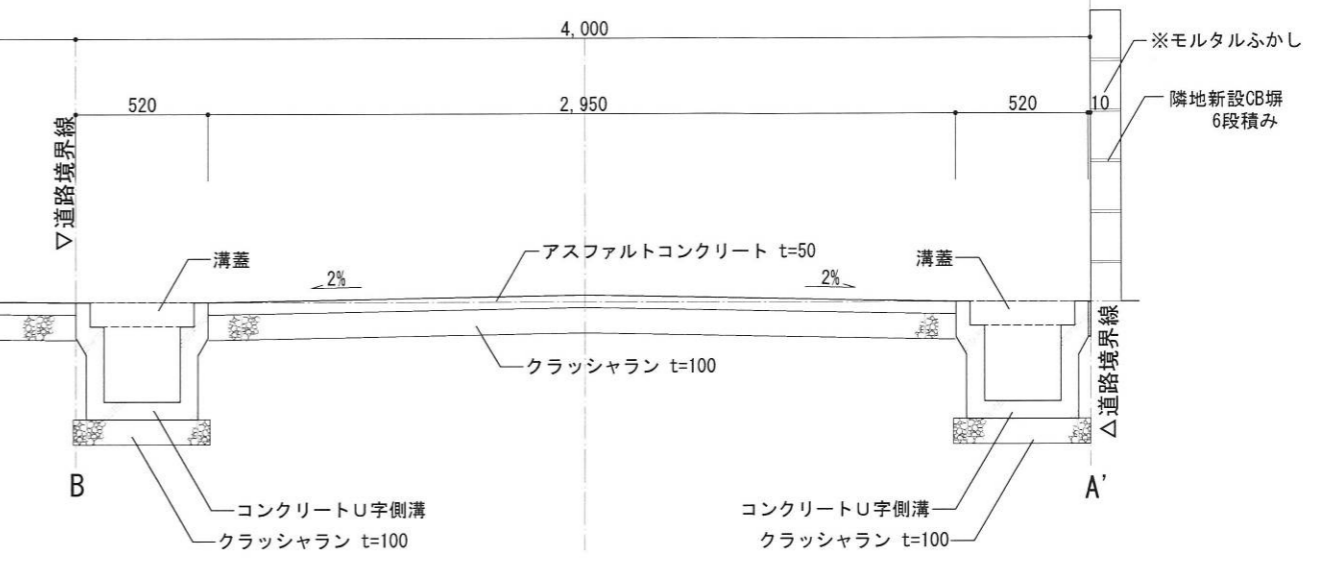 4,000
※モルタルふかし
520
2,950
520
10
隣地新設CB塀
6段積み
▽道路境界線
溝蓋
2%
アスファルトコンクリート t=50
2%
溝蓋
△道路境界線
クラッシャラン t=100
B
A'
コンクリートU字側溝
クラッシャラン t=100
コンクリートU字側溝
クラッシャラン t=100